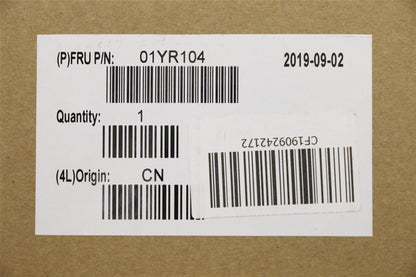 (P)FRU P/N: 01YR104 2019-09-02
Quantity: 1
CF1909242172
(4L)Origin: CN